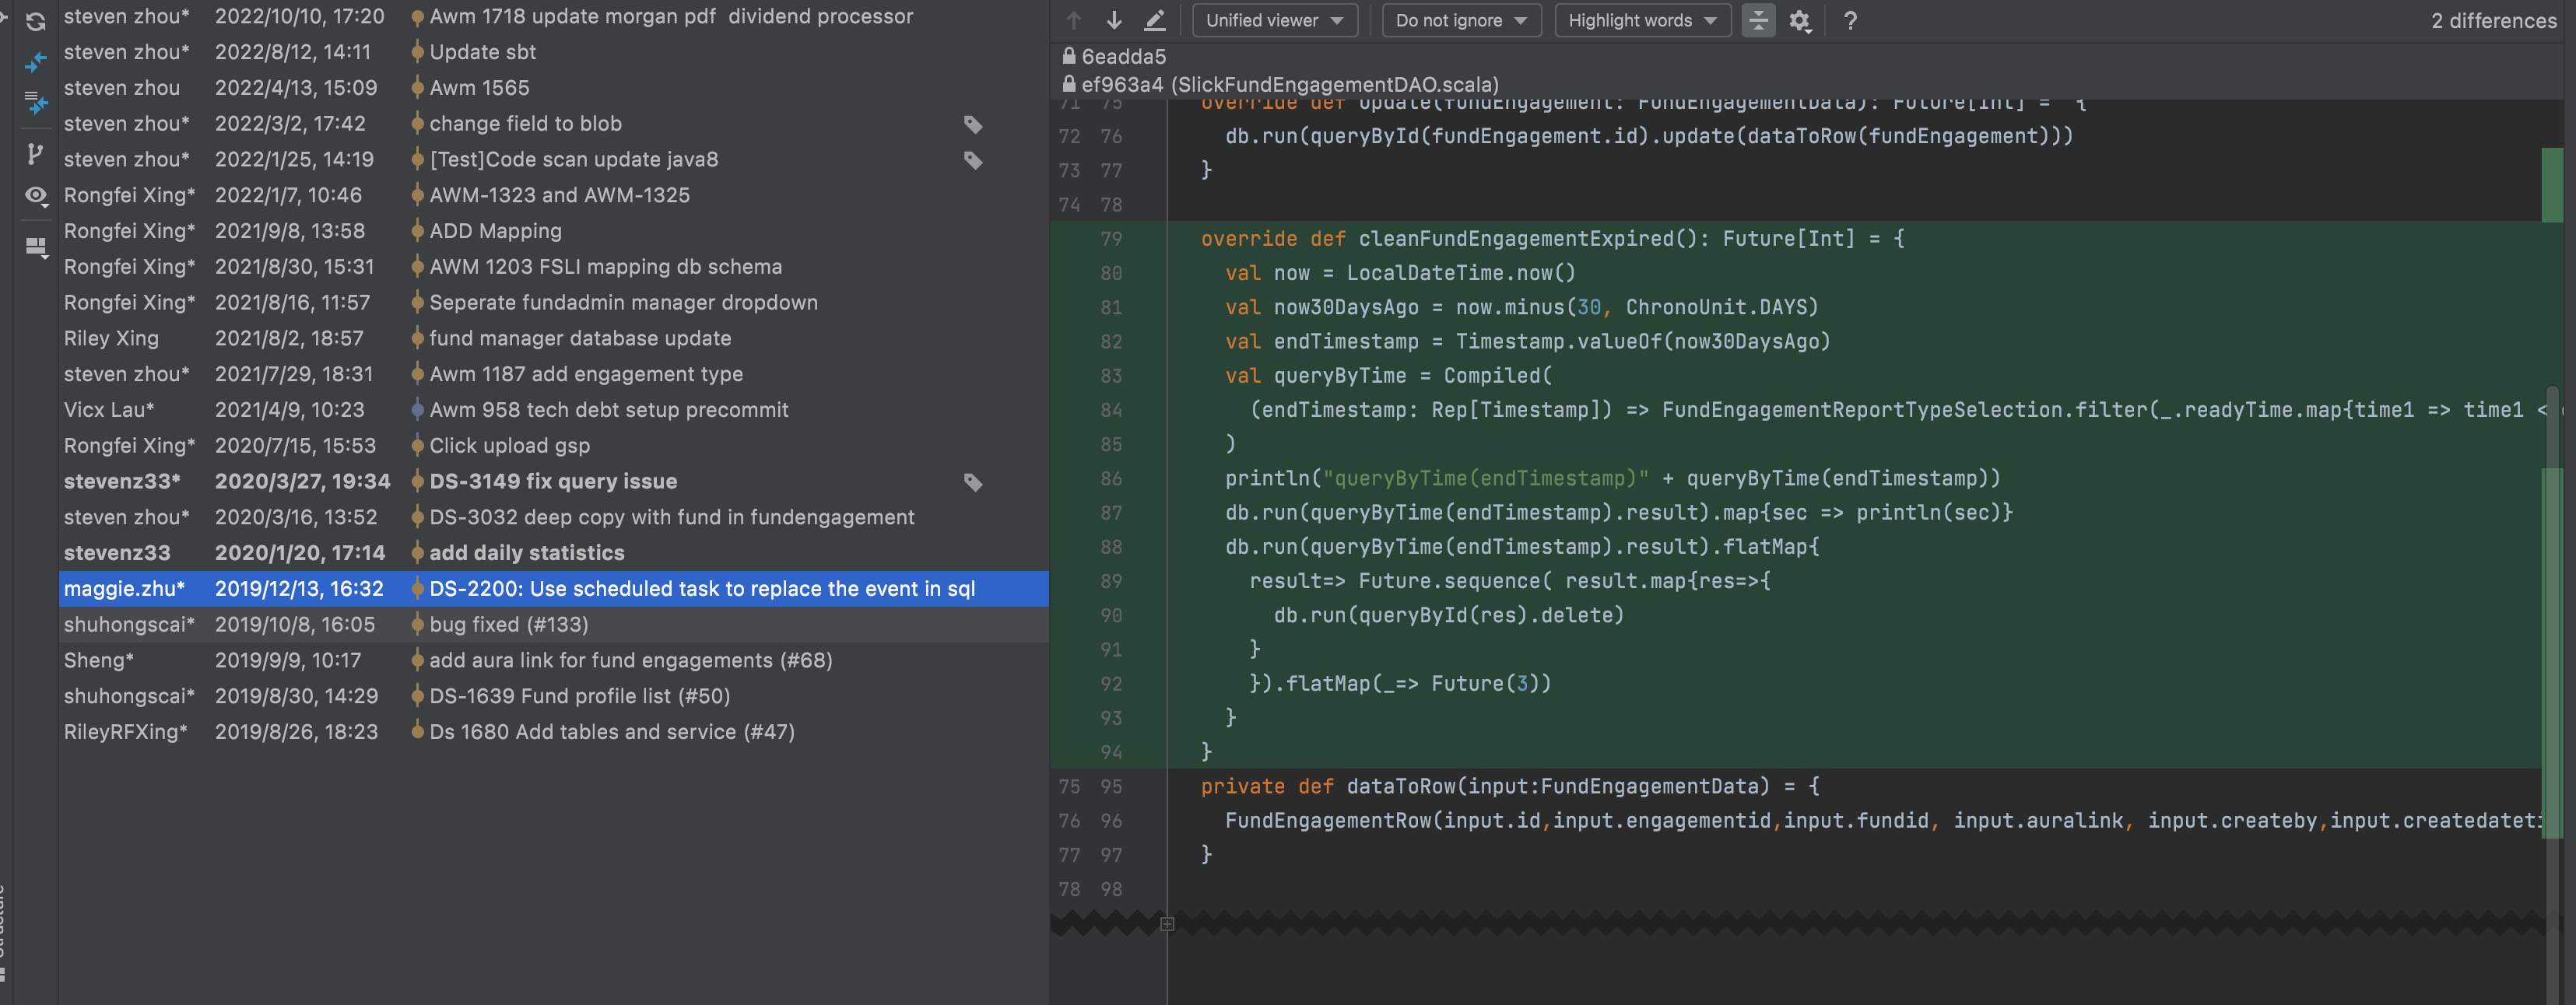 steven zhou* 2022/10/10, 17:20 Awm 1718 update morgan pdf dividend processor
steven zhou* 2022/8/12, 14:11 Update sbt
steven zhou 2022/4/13, 15:09 Awm 1565
steven zhou* 2022/3/2, 17:42 change field to blob
steven zhou* 2022/1/25, 14:19 [Test]Code scan update java8
Rongfei Xing* 2022/1/7, 10:46 AWM-1323 and AWM-1325
Rongfei Xing* 2021/9/8, 13:58 ADD Mapping
Rongfei Xing* 2021/8/30, 15:31 AWM 1203 FSLI mapping db schema
Rongfei Xing* 2021/8/16, 11:57 Seperate fundadmin manager dropdown
Riley Xing 2021/8/2, 18:57 fund manager database update
steven zhou* 2021/7/29, 18:31 Awm 1187 add engagement type
Vicx Lau* 2021/4/9, 10:23 Awm 958 tech debt setup precommit
Rongfei Xing* 2020/7/15, 15:53 Click upload gsp
stevenz33* 2020/3/27, 19:34 DS-3149 fix query issue
steven zhou* 2020/3/16, 13:52 DS-3032 deep copy with fund in fundengagement
stevenz33 2020/1/20, 17:14 add daily statistics
maggie.zhu* 2019/12/13, 16:32 DS-2200: Use scheduled task to replace the event in sql
shuhongscai* 2019/10/8, 16:05 bug fixed (#133)
Sheng* 2019/9/9, 10:17 add aura link for fund engagements (#68)
shuhongscai* 2019/8/30, 14:29 DS-1639 Fund profile list (#50)
RileyRFXing* 2019/8/26, 18:23 Ds 1680 Add tables and service (#47)
Structure
Unified viewer Do not ignore Highlight words ? 2 differences
6eadda5
ef963a4 (SlickFundEngagementDAO.scala)
71 75 override def update(fundEngagement: FundEngagementData): Future[Int] = {
72 76 db.run(queryById(fundEngagement.id).update(dataToRow(fundEngagement)))
73 77 }
74 78
79 override def cleanFundEngagementExpired(): Future[Int] = {
80 val now = LocalDateTime.now()
81 val now30DaysAgo = now.minus(30, ChronoUnit.DAYS)
82 val endTimestamp = Timestamp.valueOf(now30DaysAgo)
83 val queryByTime = Compiled(
84 (endTimestamp: Rep[Timestamp]) => FundEngagementReportTypeSelection.filter(_.readyTime.map{time1 => time1 <
85 )
86 println("queryByTime(endTimestamp)" + queryByTime(endTimestamp))
87 db.run(queryByTime(endTimestamp).result).map{sec => println(sec)}
88 db.run(queryByTime(endTimestamp).result).flatMap{
89 result=> Future.sequence( result.map{res=>{
90 db.run(queryById(res).delete)
91 }
92 }).flatMap(_=> Future(3))
93 }
94 }
75 95 private def dataToRow(input:FundEngagementData) = {
76 96 FundEngagementRow(input.id,input.engagementid,input.fundid, input.auralink, input.createby,input.createdateti
77 97 }
78 98